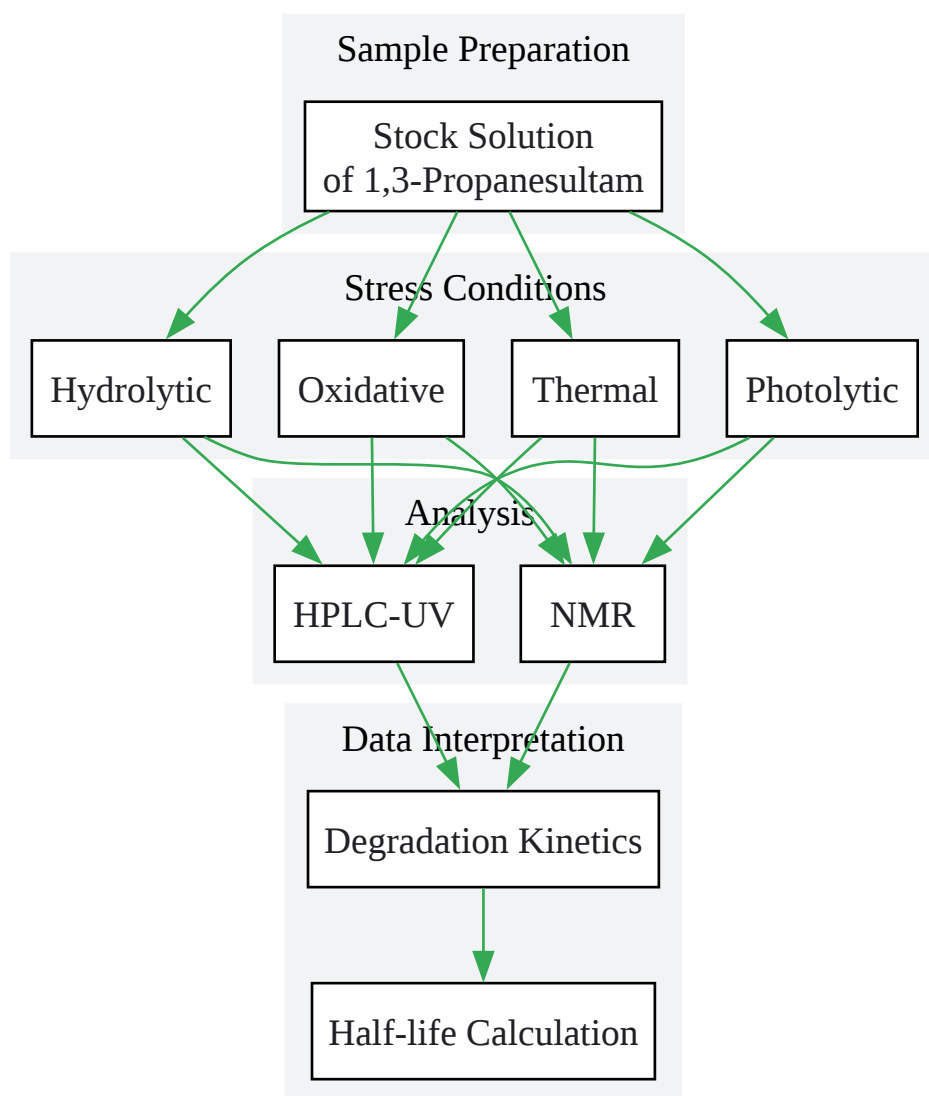 Sample Preparation
Stock Solution
of 1,3-Propanesultam
Stress Conditions
Hydrolytic
Oxidative
Thermal
Photolytic
Analysis
HPLC-UV
NMR
Data Interpretation
Degradation Kinetics
Half-life Calculation